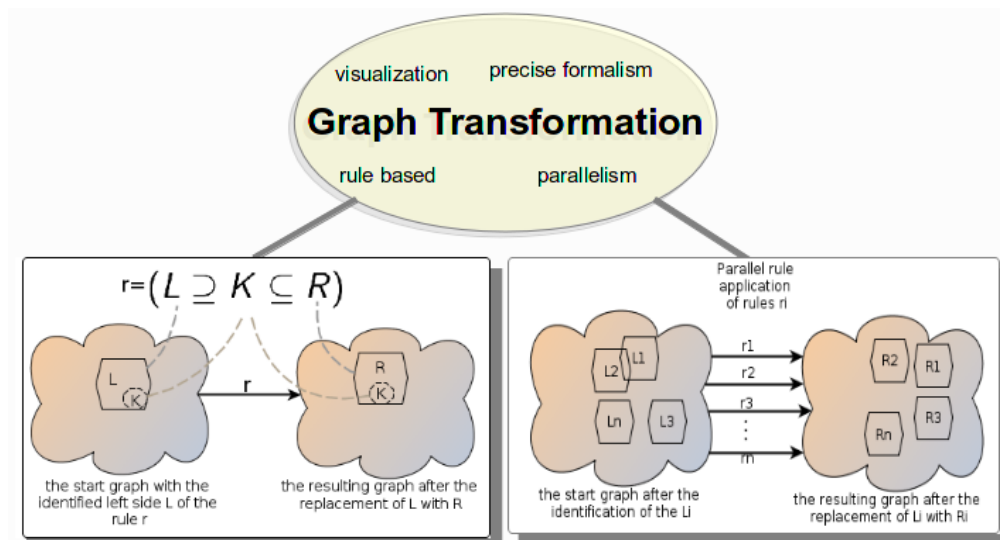 visualization precise formalism
Graph Transformation
rule based parallelism
r=(L ⊇ K ⊆ R)
L
K
r
R
K
the start graph with the
identified left side L of the
rule r
the resulting graph after the
replacement of L with R
Parallel rule
application
of rules ri
L2
L1
Ln
L3
r1
r2
r3
⋮
rn
R2
R1
Rn
R3
the start graph after the
identification of the Li
the resulting graph after the
replacement of Li with Ri